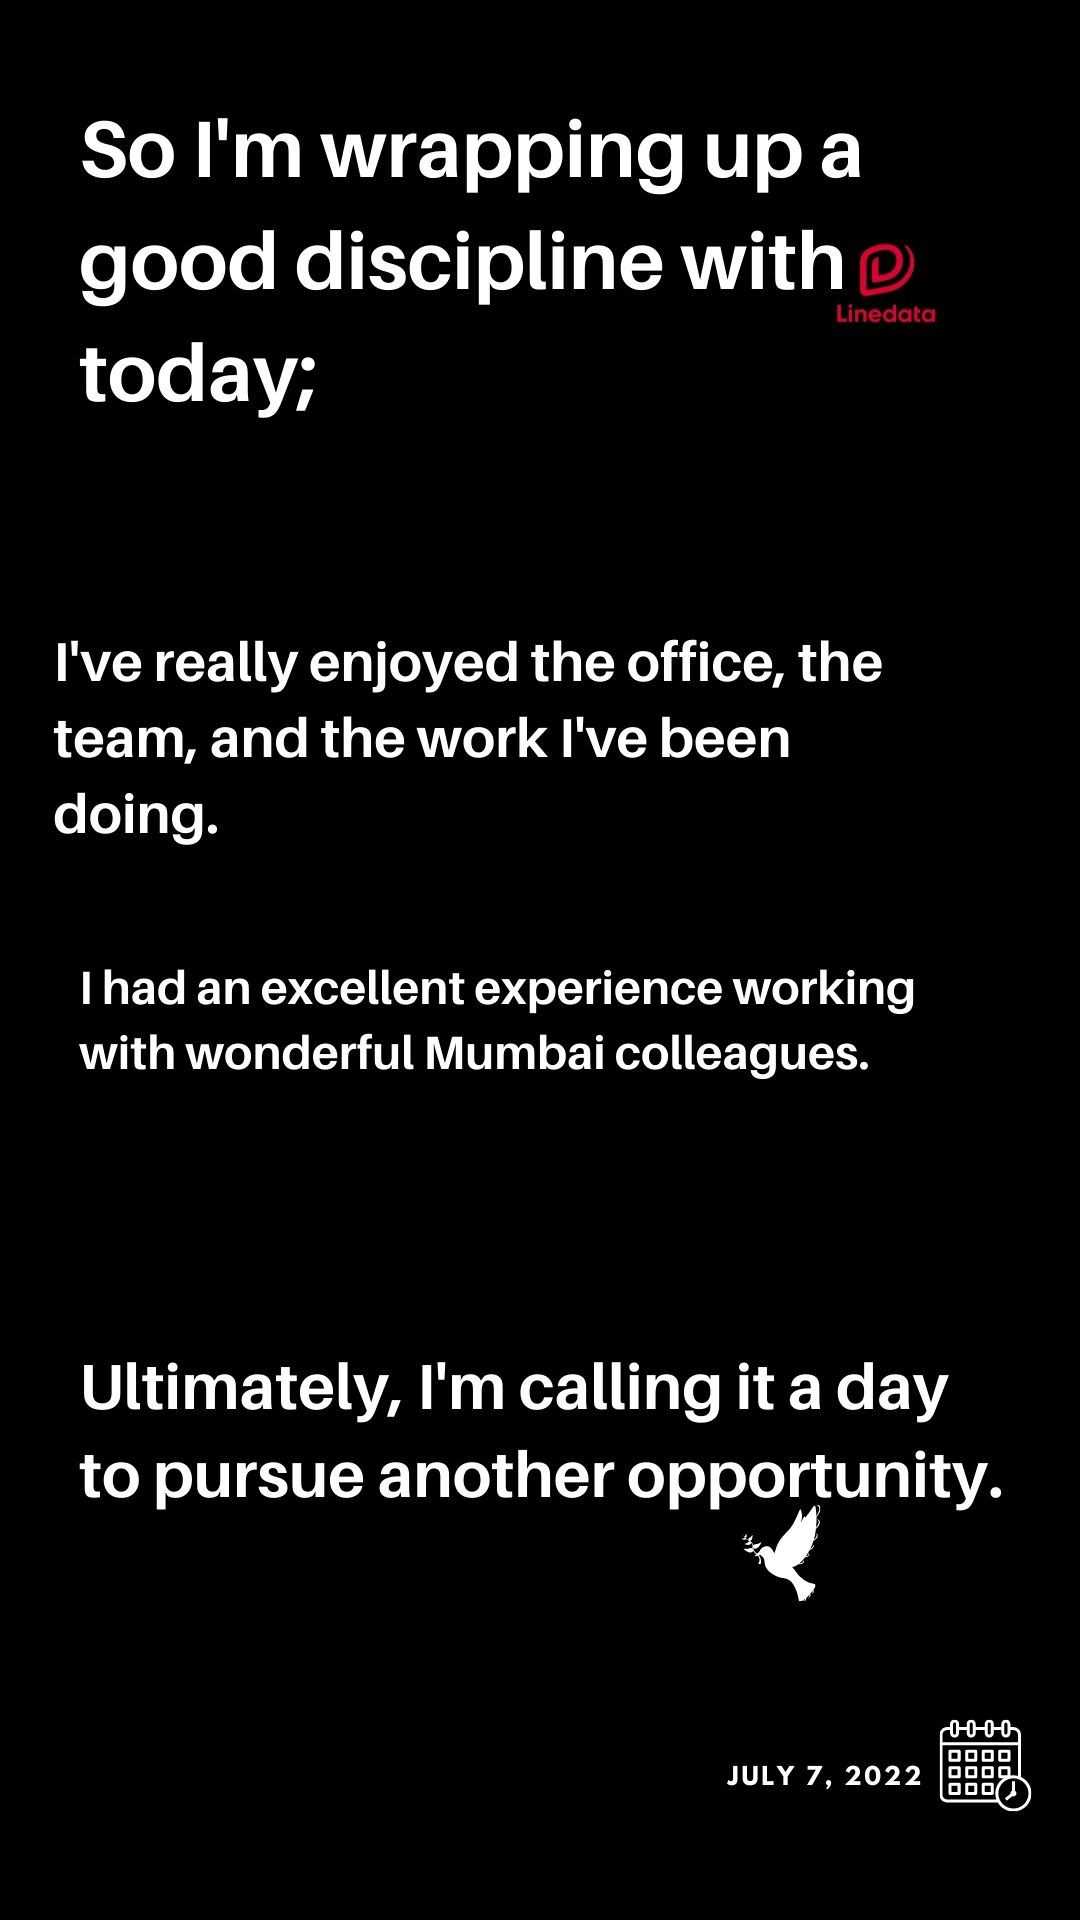 So I'm wrapping up a
good discipline with
Linedata
today;
I've really enjoyed the office, the
team, and the work I've been
doing.
I had an excellent experience working
with wonderful Mumbai colleagues.
Ultimately, I'm calling it a day
to pursue another opportunity.
JULY 7, 2022